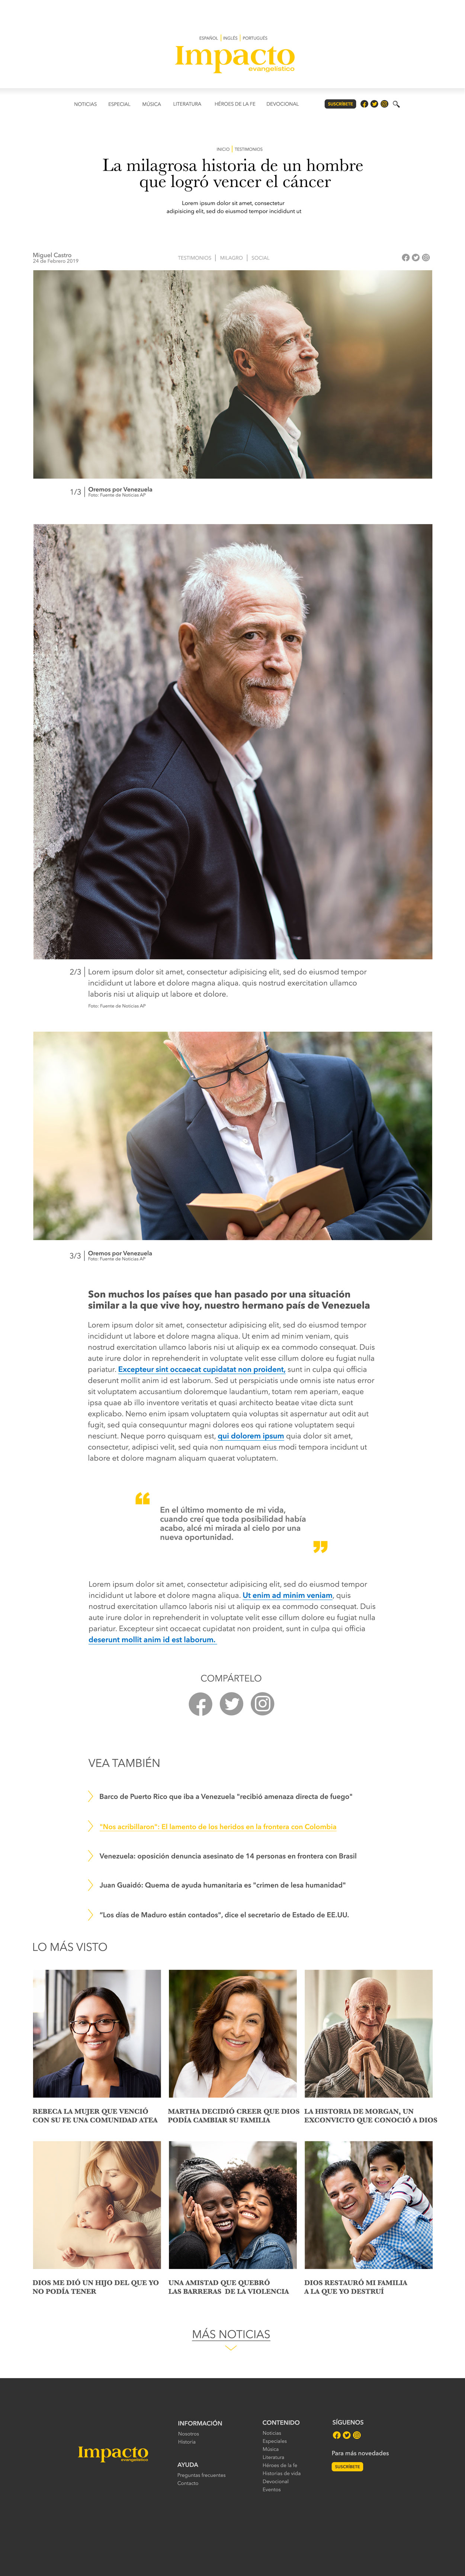 ESPAÑOL INGLÉS PORTUGUÉS
Impacto
evangelístico
NOTICIAS ESPECIAL MÚSICA LITERATURA HÉROES DE LA FE DEVOCIONAL SUSCRÍBETE
INICIO TESTIMONIOS
La milagrosa historia de un hombre
que logró vencer el cáncer
Lorem ipsum dolor sit amet, consectetur
adipisicing elit, sed do eiusmod tempor incididunt ut
Miguel Castro
24 de Febrero 2019
TESTIMONIOS MILAGRO SOCIAL
1/3 Oremos por Venezuela
Foto: Fuente de Noticias AP
2/3 Lorem ipsum dolor sit amet, consectetur adipisicing elit, sed do eiusmod tempor
incididunt ut labore et dolore magna aliqua. quis nostrud exercitation ullamco
laboris nisi ut aliquip ut labore et dolore.
Foto: Fuente de Noticias AP
3/3 Oremos por Venezuela
Foto: Fuente de Noticias AP
Son muchos los países que han pasado por una situación
similar a la que vive hoy, nuestro hermano país de Venezuela
Lorem ipsum dolor sit amet, consectetur adipisicing elit, sed do eiusmod tempor
incididunt ut labore et dolore magna aliqua. Ut enim ad minim veniam, quis
nostrud exercitation ullamco laboris nisi ut aliquip ex ea commodo consequat. Duis
aute irure dolor in reprehenderit in voluptate velit esse cillum dolore eu fugiat nulla
pariatur. Excepteur sint occaecat cupidatat non proident, sunt in culpa qui officia
deserunt mollit anim id est laborum. Sed ut perspiciatis unde omnis iste natus error
sit voluptatem accusantium doloremque laudantium, totam rem aperiam, eaque
ipsa quae ab illo inventore veritatis et quasi architecto beatae vitae dicta sunt
explicabo. Nemo enim ipsam voluptatem quia voluptas sit aspernatur aut odit aut
fugit, sed quia consequuntur magni dolores eos qui ratione voluptatem sequi
nesciunt. Neque porro quisquam est, qui dolorem ipsum quia dolor sit amet,
consectetur, adipisci velit, sed quia non numquam eius modi tempora incidunt ut
labore et dolore magnam aliquam quaerat voluptatem.
“
En el último momento de mi vida,
cuando creí que toda posibilidad había
acabo, alcé mi mirada al cielo por una
nueva oportunidad.
”
Lorem ipsum dolor sit amet, consectetur adipisicing elit, sed do eiusmod tempor
incididunt ut labore et dolore magna aliqua. Ut enim ad minim veniam, quis
nostrud exercitation ullamco laboris nisi ut aliquip ex ea commodo consequat. Duis
aute irure dolor in reprehenderit in voluptate velit esse cillum dolore eu fugiat nulla
pariatur. Excepteur sint occaecat cupidatat non proident, sunt in culpa qui officia
deserunt mollit anim id est laborum.
COMPÁRTELO
VEA TAMBIÉN
Barco de Puerto Rico que iba a Venezuela "recibió amenaza directa de fuego"
"Nos acribillaron": El lamento de los heridos en la frontera con Colombia
Venezuela: oposición denuncia asesinato de 14 personas en frontera con Brasil
Juan Guaidó: Quema de ayuda humanitaria es "crimen de lesa humanidad"
"Los días de Maduro están contados", dice el secretario de Estado de EE.UU.
LO MÁS VISTO
REBECA LA MUJER QUE VENCIÓ
CON SU FE UNA COMUNIDAD ATEA
MARTHA DECIDIÓ CREER QUE DIOS
PODÍA CAMBIAR SU FAMILIA
LA HISTORIA DE MORGAN, UN
EXCONVICTO QUE CONOCIÓ A DIOS
DIOS ME DIÓ UN HIJO DEL QUE YO
NO PODÍA TENER
UNA AMISTAD QUE QUEBRÓ
LAS BARRERAS DE LA VIOLENCIA
DIOS RESTAURÓ MI FAMILIA
A LA QUE YO DESTRUÍ
MÁS NOTICIAS
Impacto
evangelístico
INFORMACIÓN
Nosotros
Historia
AYUDA
Preguntas frecuentes
Contacto
CONTENIDO
Noticias
Especiales
Música
Literatura
Héroes de la fe
Historias de vida
Devocional
Eventos
SÍGUENOS
Para más novedades
SUSCRÍBETE